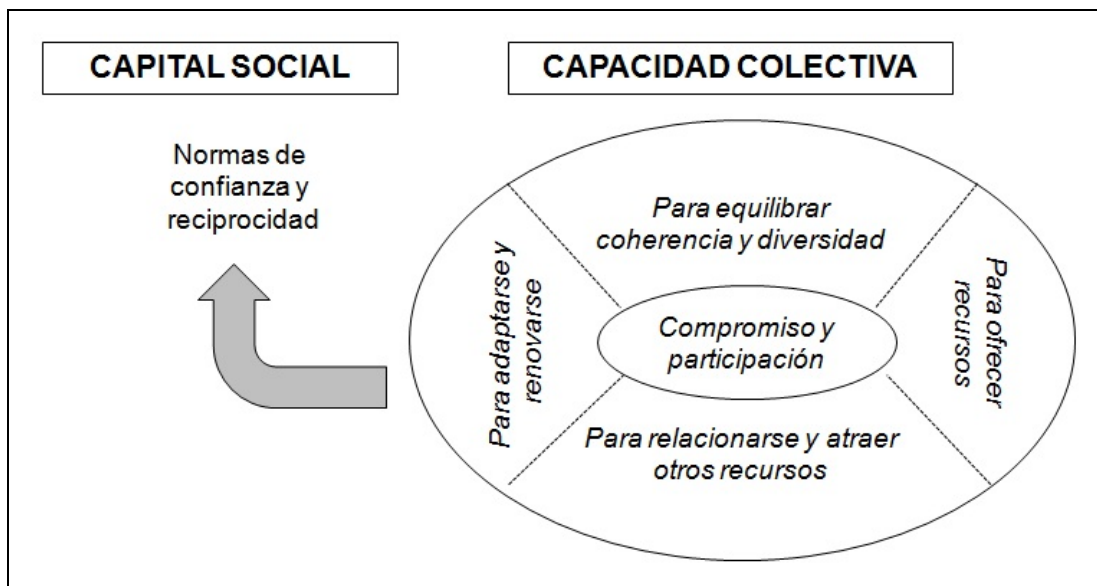 CAPITAL SOCIAL
CAPACIDAD COLECTIVA
Normas de
confianza y
reciprocidad
Para equilibrar
coherencia y diversidad
Para adaptarse y
renovarse
Compromiso y
participación
Para ofrecer
recursos
Para relacionarse y atraer
otros recursos